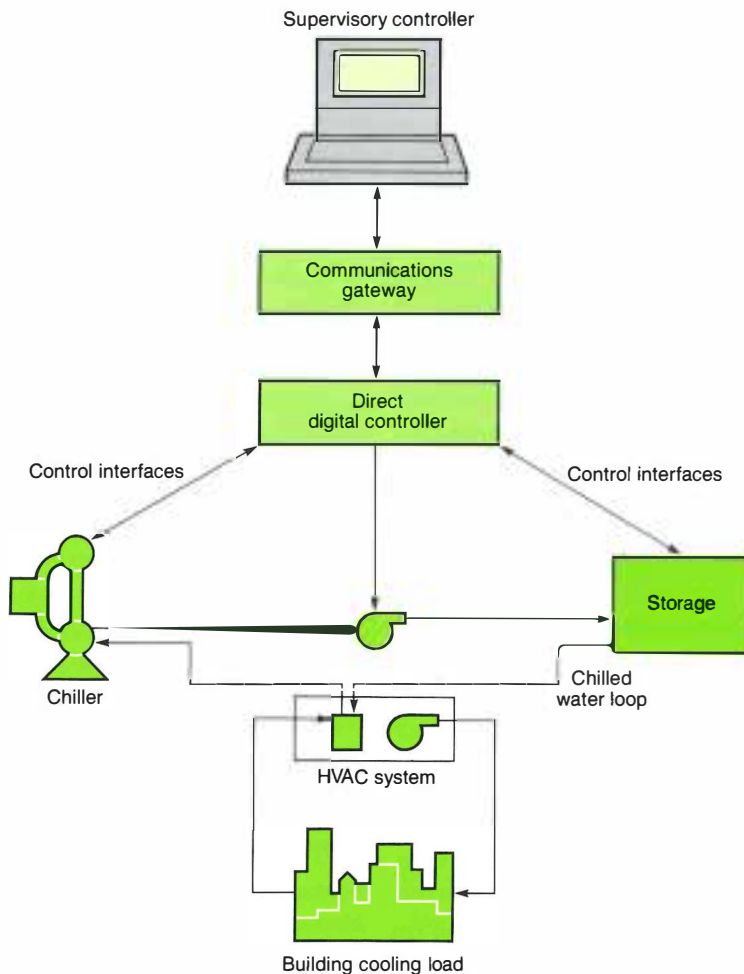 Supervisory controller
Communications
gateway
Direct
digital controller
Control interfaces
Control interfaces
Storage
Chiller
Chilled
water loop
HVAC system
Building cooling load